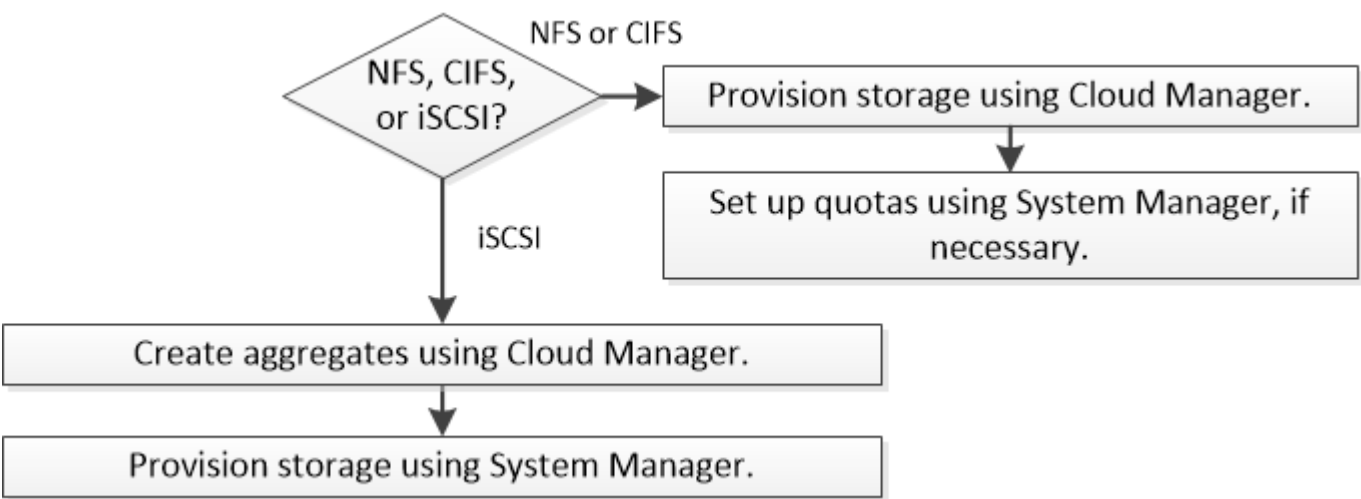 NFS or CIFS
NFS, CIFS,
or iSCSI?
Provision storage using Cloud Manager.
Set up quotas using System Manager, if
necessary.
iSCSI
Create aggregates using Cloud Manager.
Provision storage using System Manager.